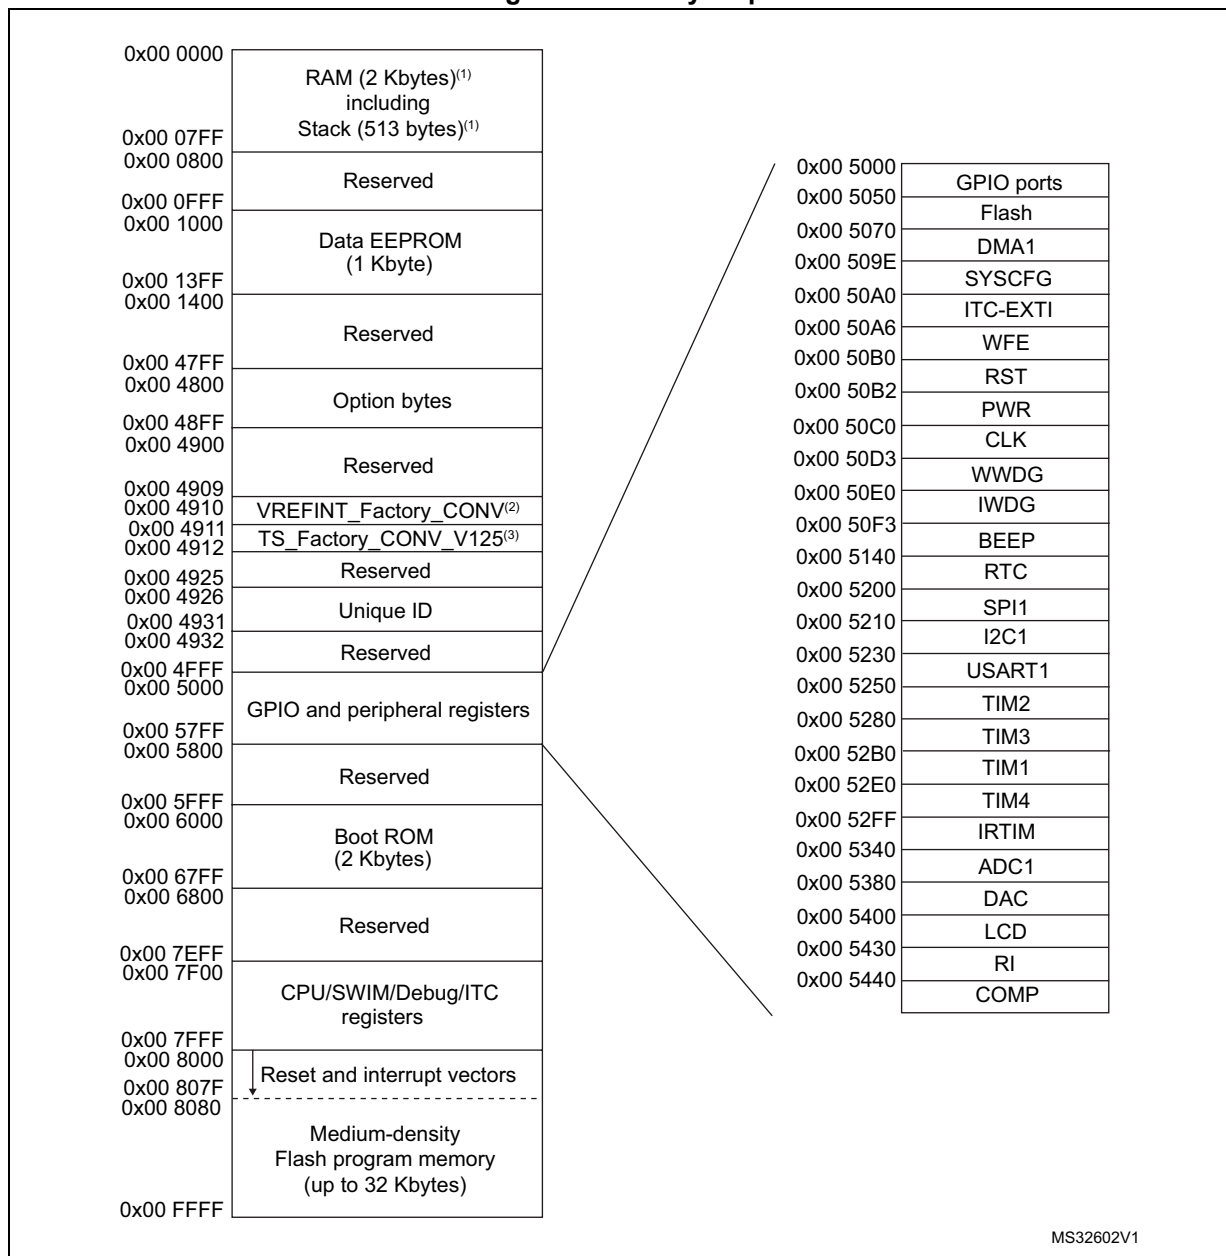 0x00 0000
RAM (2 Kbytes)(1)
including
Stack (513 bytes)(1)
0x00 07FF
0x00 0800
Reserved
0x00 0FFF
0x00 1000
Data EEPROM
(1 Kbyte)
0x00 13FF
0x00 1400
Reserved
0x00 47FF
0x00 4800
Option bytes
0x00 48FF
0x00 4900
Reserved
0x00 4909
0x00 4910
VREFINT_Factory_CONV(2)
0x00 4911
TS_Factory_CONV_V125(3)
0x00 4912
Reserved
0x00 4925
0x00 4926
Unique ID
0x00 4931
0x00 4932
Reserved
0x00 4FFF
0x00 5000
GPIO and peripheral registers
0x00 57FF
0x00 5800
Reserved
0x00 5FFF
0x00 6000
Boot ROM
(2 Kbytes)
0x00 67FF
0x00 6800
Reserved
0x00 7EFF
0x00 7F00
CPU/SWIM/Debug/ITC
registers
0x00 7FFF
0x00 8000
Reset and interrupt vectors
0x00 807F
0x00 8080
Medium-density
Flash program memory
(up to 32 Kbytes)
0x00 FFFF
0x00 5000
GPIO ports
0x00 5050
Flash
0x00 5070
DMA1
0x00 509E
SYSCFG
0x00 50A0
ITC-EXTI
0x00 50A6
WFE
0x00 50B0
RST
0x00 50B2
PWR
0x00 50C0
CLK
0x00 50D3
WWDG
0x00 50E0
IWDG
0x00 50F3
BEEP
0x00 5140
RTC
0x00 5200
SPI1
0x00 5210
I2C1
0x00 5230
USART1
0x00 5250
TIM2
0x00 5280
TIM3
0x00 52B0
TIM1
0x00 52E0
TIM4
0x00 52FF
IRTIM
0x00 5340
ADC1
0x00 5380
DAC
0x00 5400
LCD
0x00 5430
RI
0x00 5440
COMP
MS32602V1